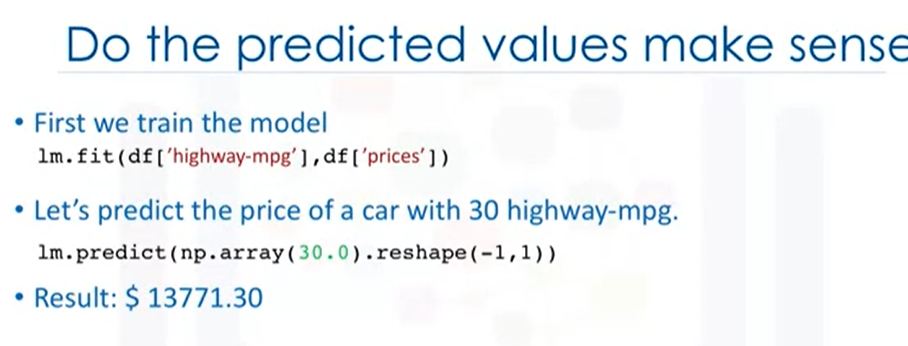 Do the predicted values make sense
• First we train the model
lm.fit(df['highway-mpg'],df['prices'])
• Let's predict the price of a car with 30 highway-mpg.
lm.predict(np.array(30.0).reshape(-1,1))
• Result: $ 13771.30